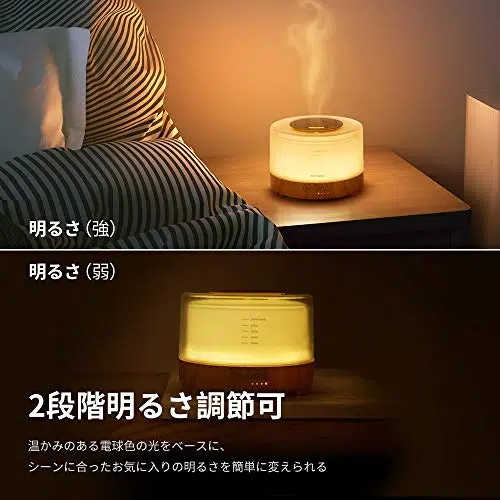 明るさ（強）
明るさ（弱）
2段階明るさ調節可
温かみのある電球色の光をベースに、
シーンに合ったお気に入りの明るさを簡単に変えられる